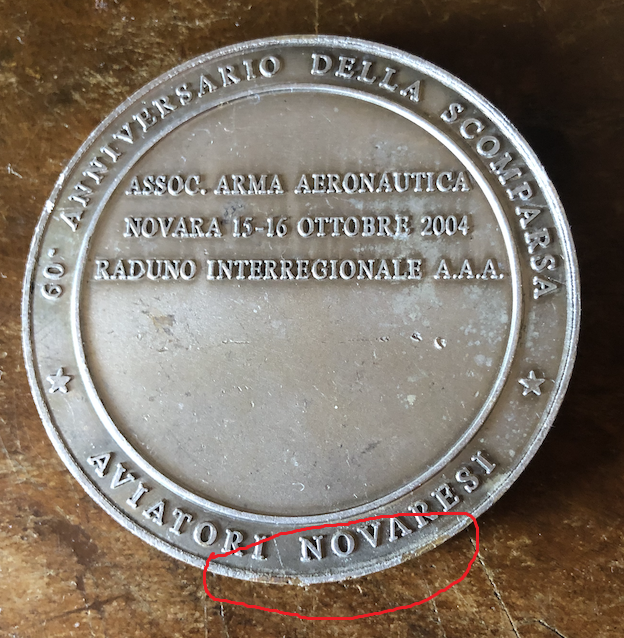 60° ANNIVERSARIO DELLA SCOMPARSA
ASSOC. ARMA AERONAUTICA
NOVARA 15-16 OTTOBRE 2004
RADUNO INTERREGIONALE A.A.A.
AVIATORI NOVARESI